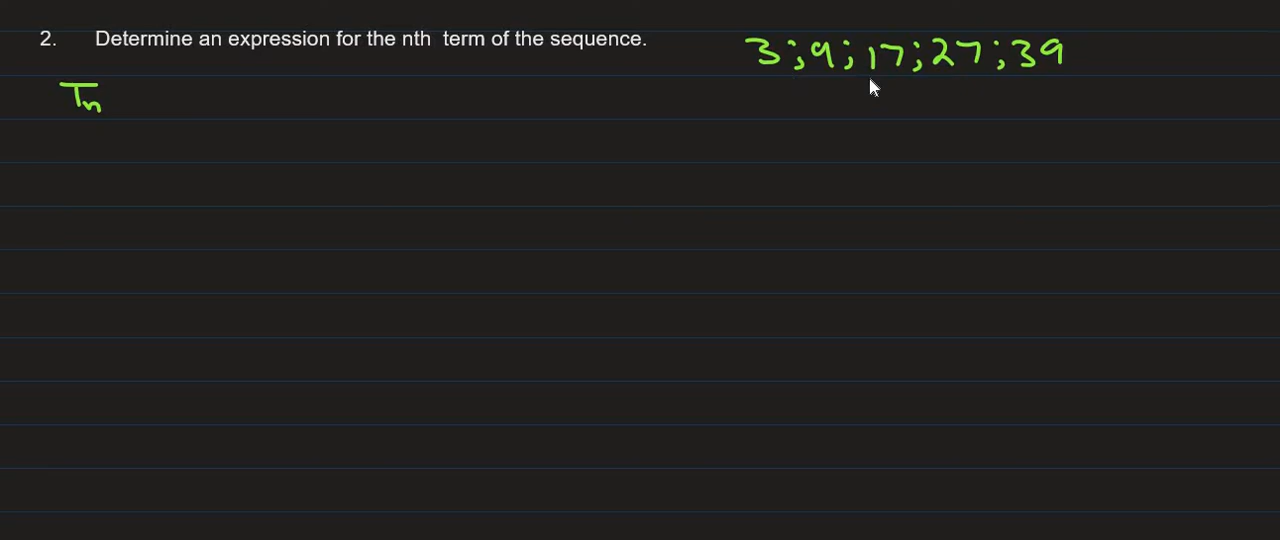 2. Determine an expression for the nth term of the sequence. 3 ; 9 ; 17 ; 27 ; 39
Tn